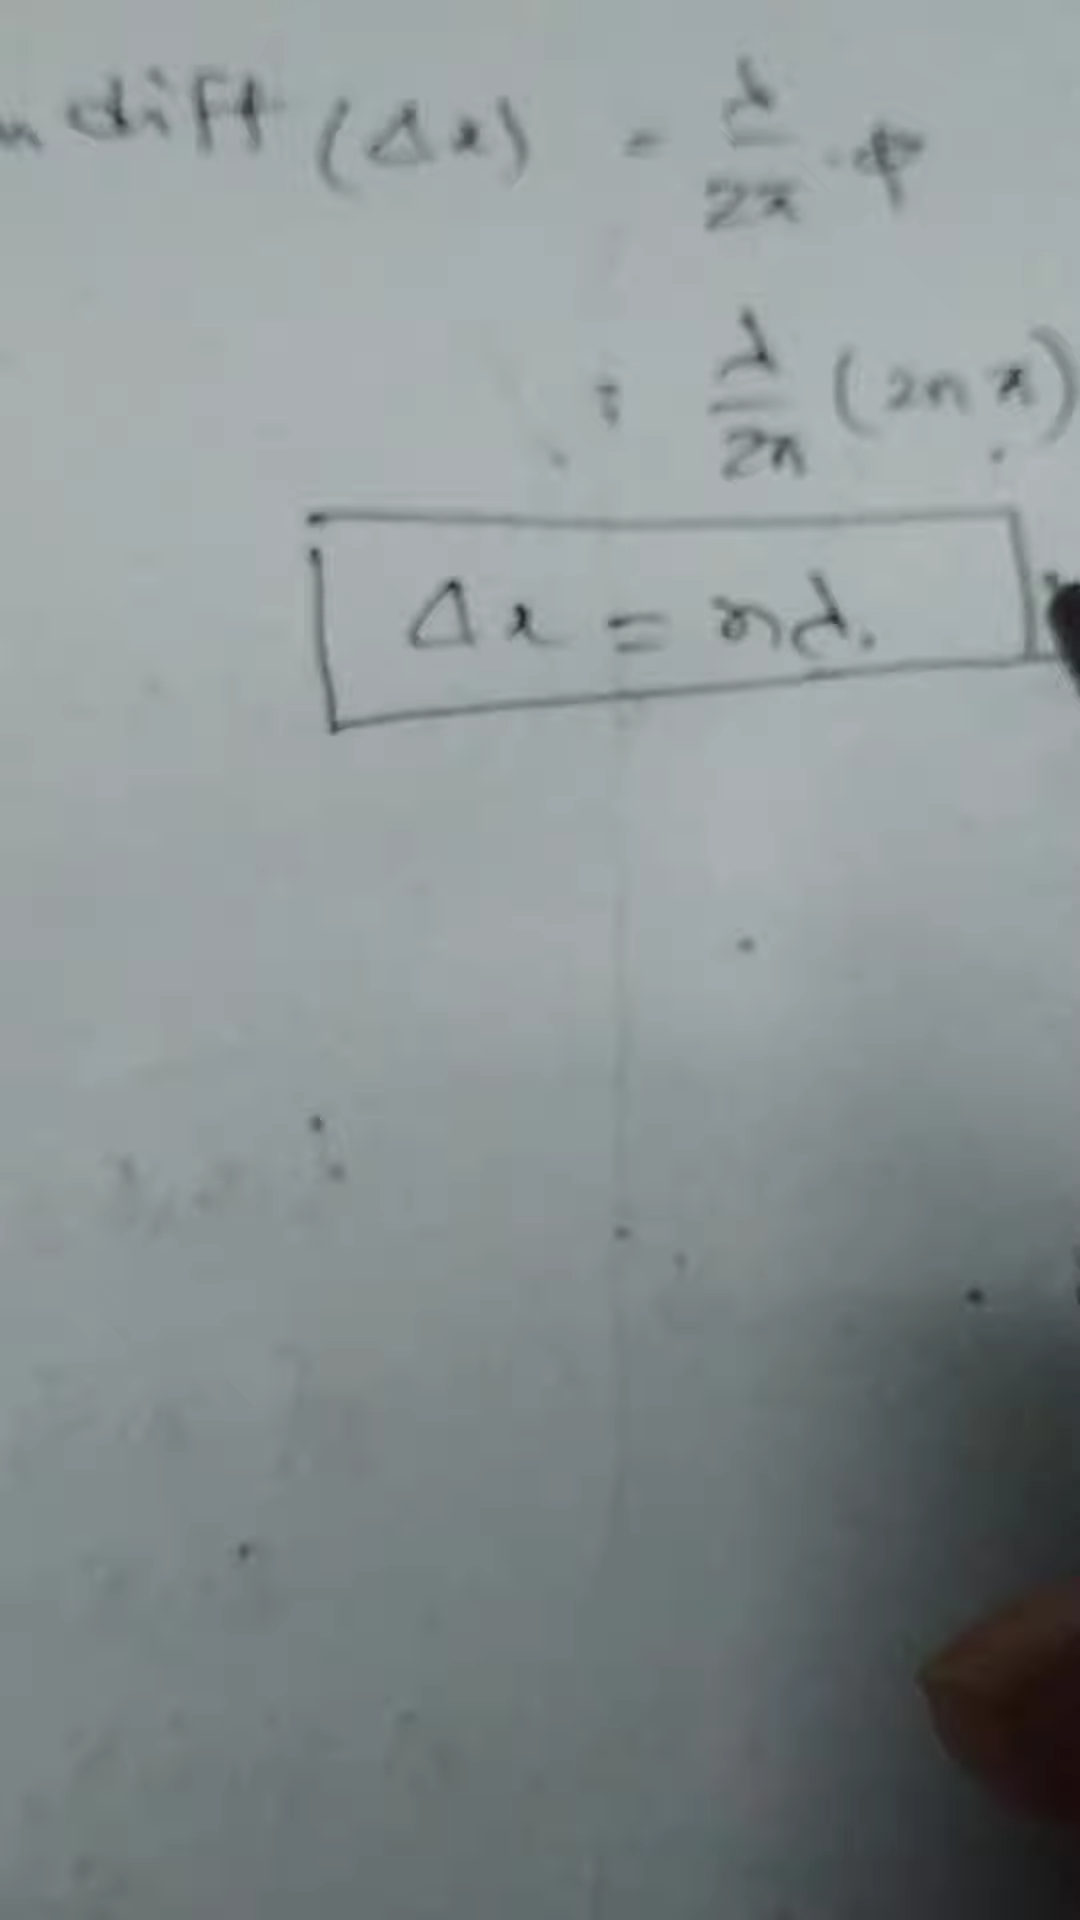 diff (Δx) = λ/2π · φ
= λ/2π (2nπ)
Δx = nλ.